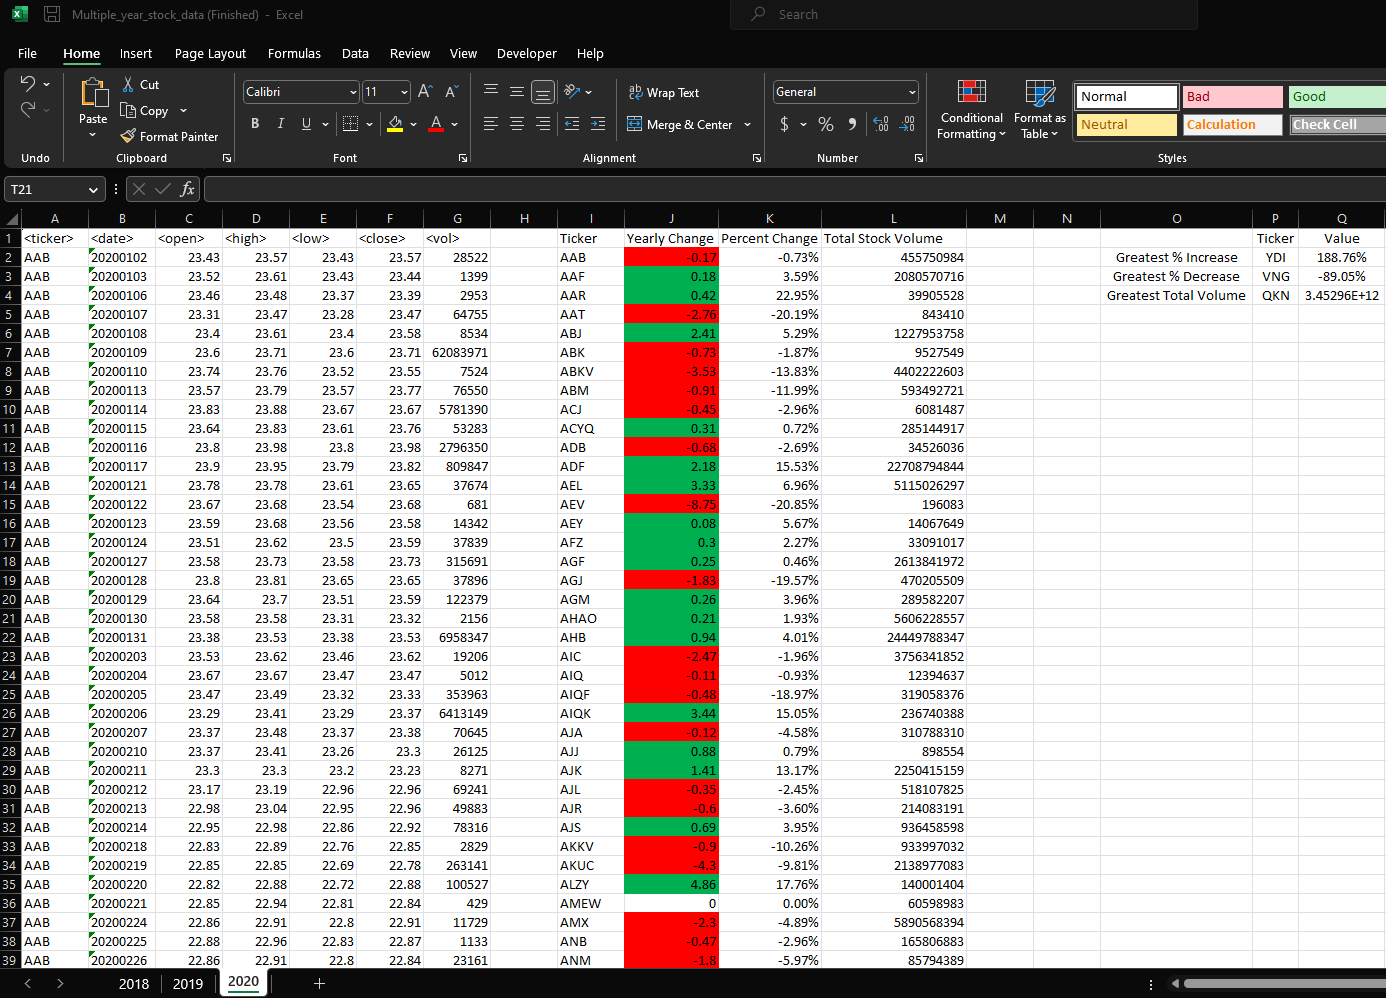 Multiple_year_stock_data (Finished) - Excel
Search
File Home Insert Page Layout Formulas Data Review View Developer Help
Cut
Copy
Format Painter
Paste
Calibri 11
B I U
Wrap Text
Merge & Center
General
$ % 9
Conditional Formatting
Format as Table
Normal Bad Good
Neutral Calculation Check Cell
Undo Clipboard Font Alignment Number Styles
T21 fx
A B C D E F G H I J K L M N O P Q
1 <ticker> <date> <open> <high> <low> <close> <vol> Ticker Yearly Change Percent Change Total Stock Volume Ticker Value
2 AAB 20200102 23.43 23.57 23.43 23.57 28522 AAB -0.17 -0.73% 455750984 Greatest % Increase YDI 188.76%
3 AAB 20200103 23.52 23.61 23.43 23.44 1399 AAF 0.18 3.59% 2080570716 Greatest % Decrease VNG -89.05%
4 AAB 20200106 23.46 23.48 23.37 23.39 2953 AAR 0.42 22.95% 39905528 Greatest Total Volume QKN 3.45296E+12
5 AAB 20200107 23.31 23.47 23.28 23.47 64755 AAT -2.76 -20.19% 843410
6 AAB 20200108 23.4 23.61 23.4 23.58 8534 ABJ 2.41 5.29% 1227953758
7 AAB 20200109 23.6 23.71 23.6 23.71 62083971 ABK -0.73 -1.87% 9527549
8 AAB 20200110 23.74 23.76 23.52 23.55 7524 ABKV -3.53 -13.83% 4402222603
9 AAB 20200113 23.57 23.79 23.57 23.77 76550 ABM -0.91 -11.99% 593492721
10 AAB 20200114 23.83 23.88 23.67 23.67 5781390 ACJ -0.45 -2.96% 6081487
11 AAB 20200115 23.64 23.83 23.61 23.76 53283 ACYQ 0.31 0.72% 285144917
12 AAB 20200116 23.8 23.98 23.8 23.98 2796350 ADB -0.68 -2.69% 34526036
13 AAB 20200117 23.9 23.95 23.79 23.82 809847 ADF 2.18 15.53% 22708794844
14 AAB 20200121 23.78 23.78 23.61 23.65 37674 AEL 3.33 6.96% 5115026297
15 AAB 20200122 23.67 23.68 23.54 23.68 681 AEV -8.75 -20.85% 196083
16 AAB 20200123 23.59 23.68 23.56 23.58 14342 AEY 0.08 5.67% 14067649
17 AAB 20200124 23.51 23.62 23.5 23.59 37839 AFZ 0.3 2.27% 33091017
18 AAB 20200127 23.58 23.73 23.58 23.73 315691 AGF 0.25 0.46% 2613841972
19 AAB 20200128 23.8 23.81 23.65 23.65 37896 AGJ -1.83 -19.57% 470205509
20 AAB 20200129 23.64 23.7 23.51 23.59 122379 AGM 0.26 3.96% 289582207
21 AAB 20200130 23.58 23.58 23.31 23.32 2156 AHAO 0.21 1.93% 5606228557
22 AAB 20200131 23.38 23.53 23.38 23.53 6958347 AHB 0.94 4.01% 24449788347
23 AAB 20200203 23.53 23.62 23.46 23.62 19206 AIC -2.47 -1.96% 3756341852
24 AAB 20200204 23.67 23.67 23.47 23.47 5012 AIQ -0.11 -0.93% 12394637
25 AAB 20200205 23.47 23.49 23.32 23.33 353963 AIQF -0.48 -18.97% 319058376
26 AAB 20200206 23.29 23.41 23.29 23.37 6413149 AIQK 3.44 15.05% 236740388
27 AAB 20200207 23.37 23.48 23.37 23.38 70645 AJA -0.12 -4.58% 310788310
28 AAB 20200210 23.37 23.41 23.26 23.3 26125 AJJ 0.88 0.79% 898554
29 AAB 20200211 23.3 23.3 23.2 23.23 8271 AJK 1.41 13.17% 2250415159
30 AAB 20200212 23.17 23.19 22.96 22.96 69241 AJL -0.35 -2.45% 518107825
31 AAB 20200213 22.98 23.04 22.95 22.96 49883 AJR -0.6 -3.60% 214083191
32 AAB 20200214 22.95 22.98 22.86 22.92 78316 AJS 0.69 3.95% 936458598
33 AAB 20200218 22.83 22.89 22.76 22.85 2829 AKKV -0.9 -10.26% 933997032
34 AAB 20200219 22.85 22.85 22.69 22.78 263141 AKUC -4.3 -9.81% 2138977083
35 AAB 20200220 22.82 22.88 22.72 22.88 100527 ALZY 4.86 17.76% 140001404
36 AAB 20200221 22.85 22.94 22.81 22.84 429 AMEW 0 0.00% 60598983
37 AAB 20200224 22.86 22.91 22.8 22.91 11729 AMX -2.3 -4.89% 5890568394
38 AAB 20200225 22.88 22.96 22.83 22.87 1133 ANB -0.47 -2.96% 165806883
39 AAB 20200226 22.86 22.91 22.8 22.84 23161 ANM -1.8 -5.97% 85794389
2018 2019 2020